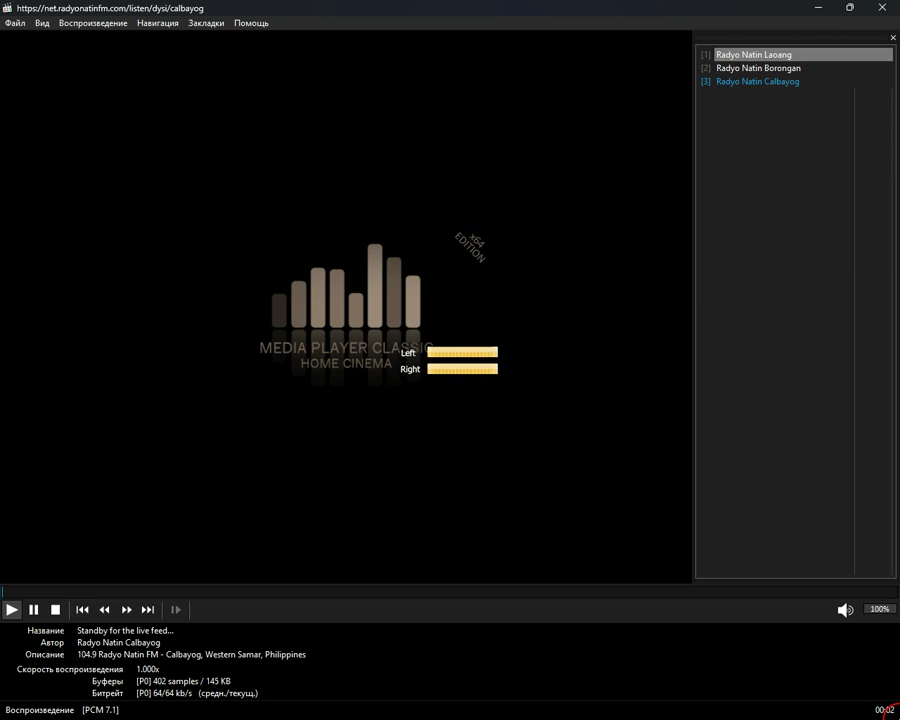 https://net.radyonatinfm.com/listen/dysi/calbayog
Файл Вид Воспроизведение Навигация Закладки Помощь
[1] Radyo Natin Laoang
[2] Radyo Natin Borongan
[3] Radyo Natin Calbayog
x64
EDITION
MEDIA PLAYER CLASSIC
HOME CINEMA
Left
Right
100%
Название Standby for the live feed...
Автор Radyo Natin Calbayog
Описание 104.9 Radyo Natin FM - Calbayog, Western Samar, Philippines
Скорость воспроизведения 1.000x
Буферы [P0] 402 samples / 145 KB
Битрейт [P0] 64/64 kb/s (средн./текущ.)
Воспроизведение [PCM 7.1] 00:02